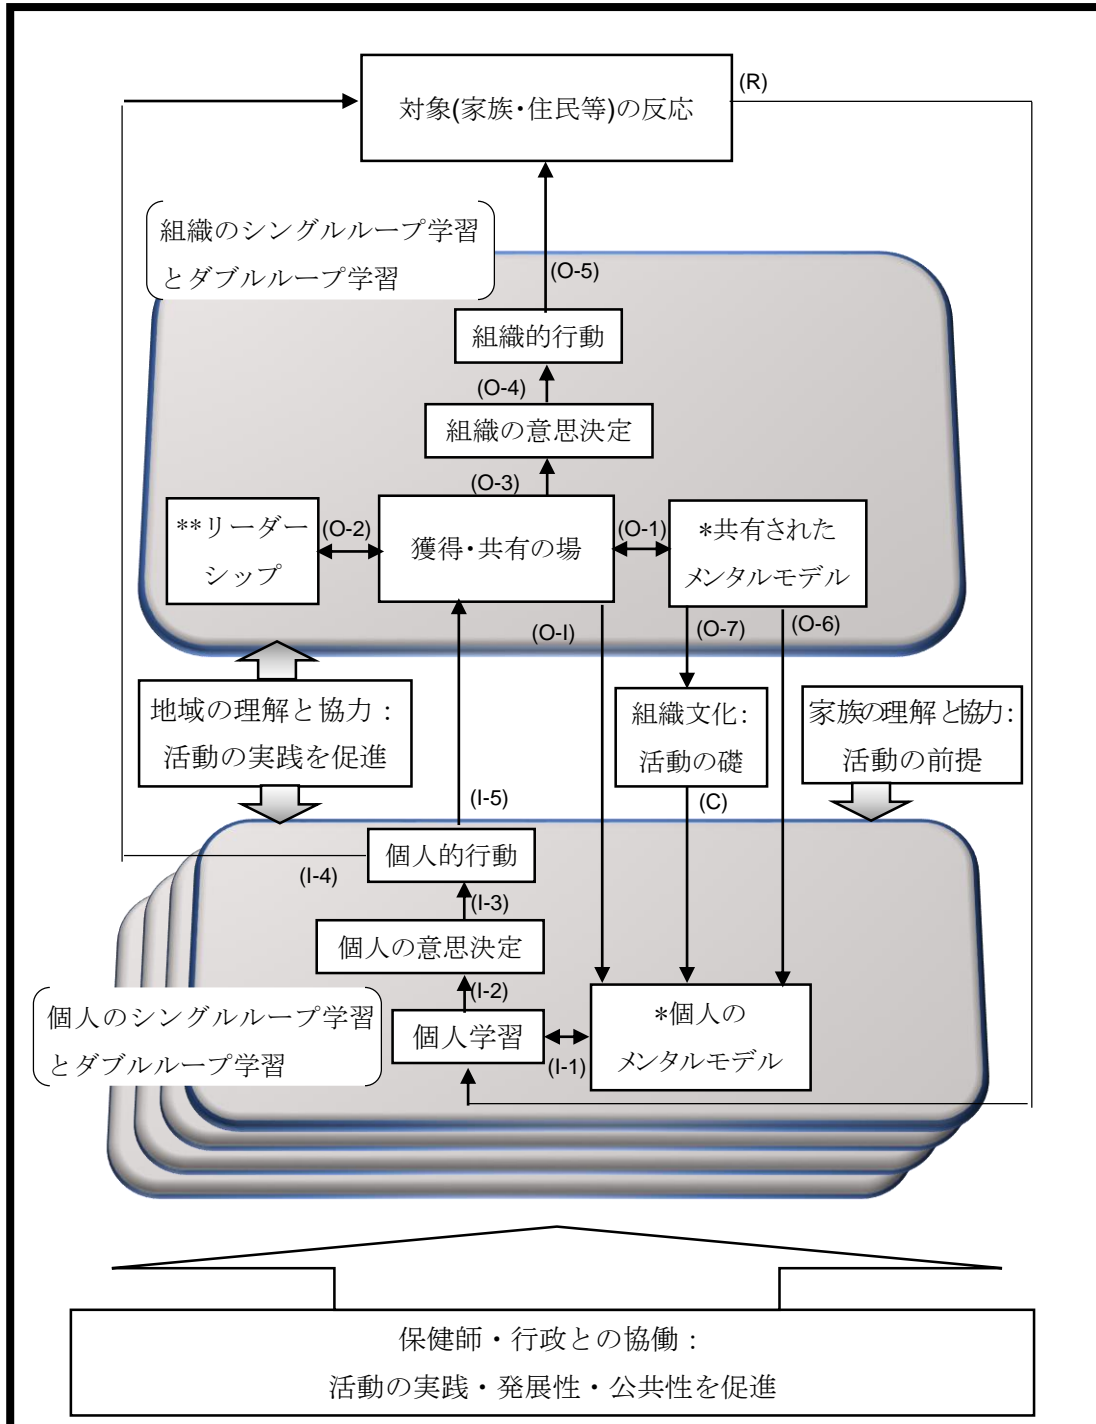 (R)
対象(家族・住民等)の反応
組織のシングルループ学習
とダブルループ学習
(O-5)
組織的行動
(O-4)
組織の意思決定
(O-3)
**リーダー
シップ
(O-2)
獲得・共有の場
(O-1)
*共有された
メンタルモデル
(O-I)
(O-7)
(O-6)
地域の理解と協力：
活動の実践を促進
組織文化：
活動の礎
家族の理解と協力：
活動の前提
(I-5)
(C)
個人的行動
(I-4)
(I-3)
個人の意思決定
(I-2)
個人のシングルループ学習
とダブルループ学習
個人学習
(I-1)
*個人の
メンタルモデル
保健師・行政との協働：
活動の実践・発展性・公共性を促進